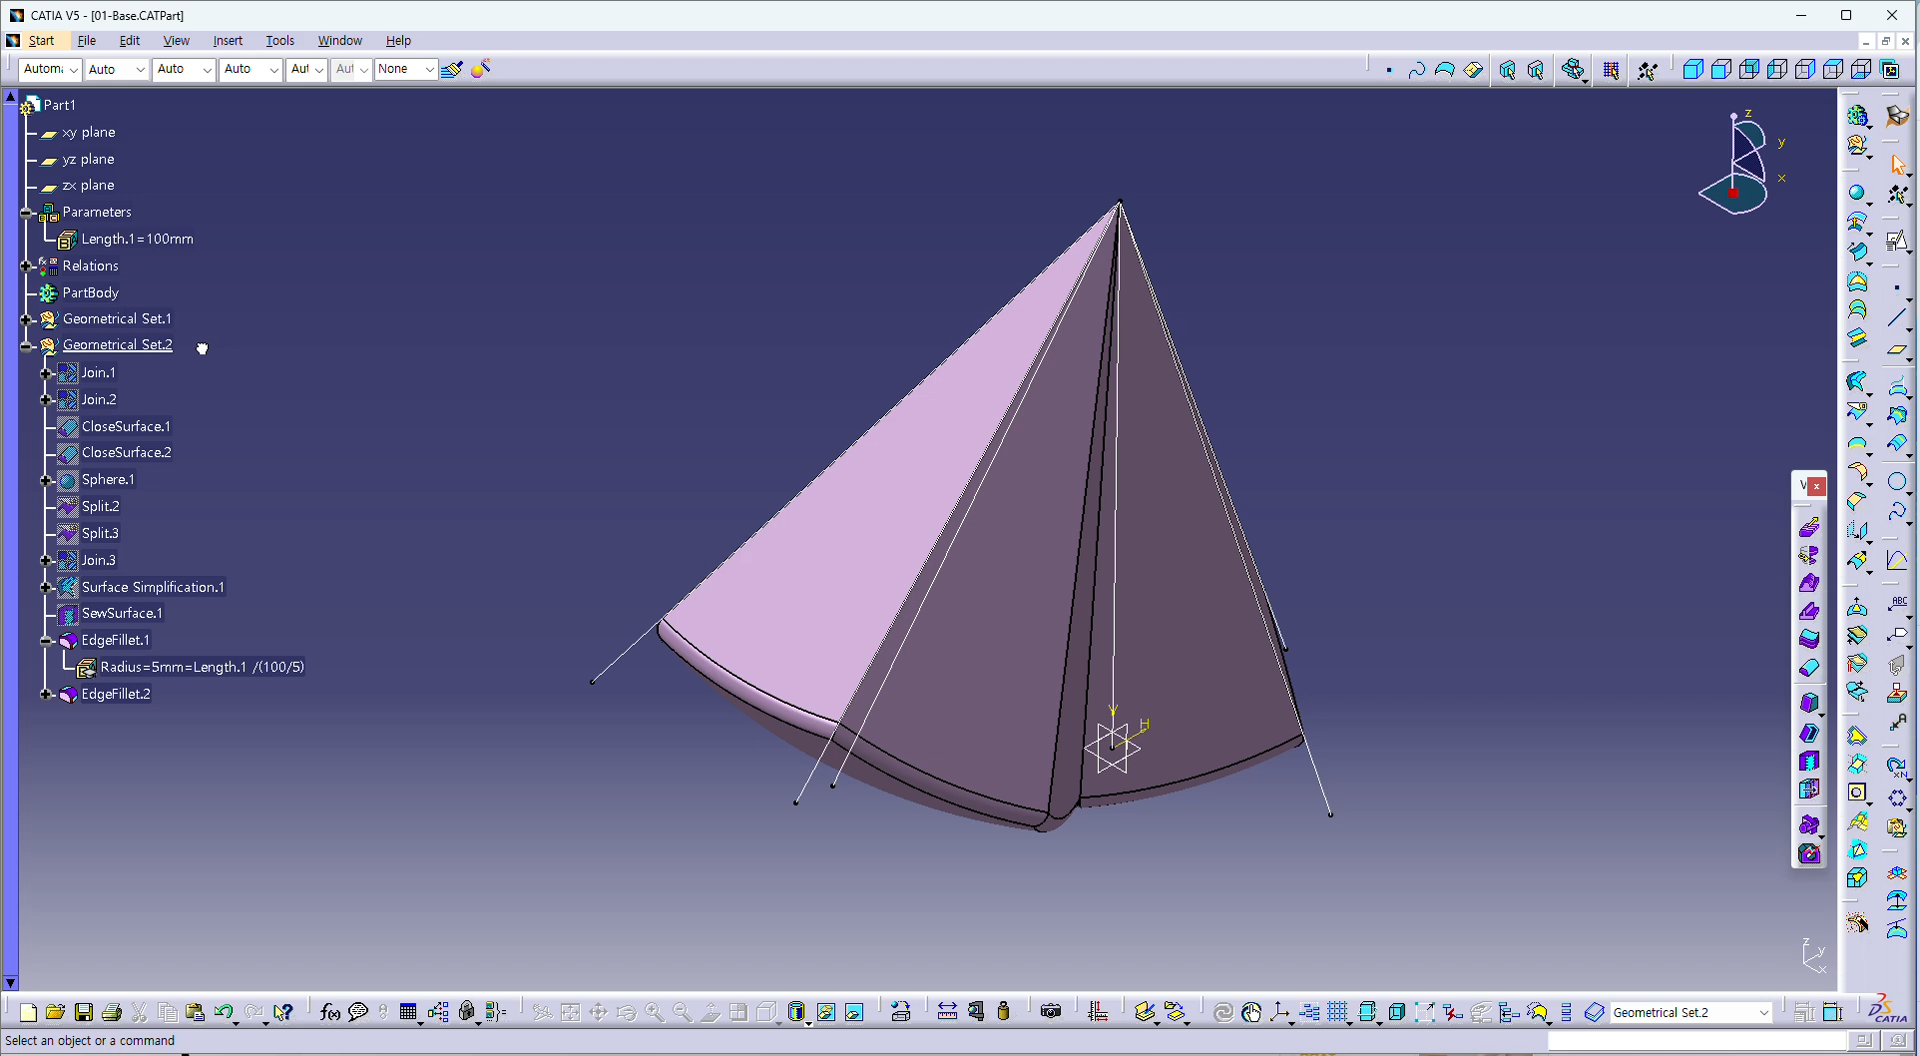 CATIA V5 - [01-Base.CATPart]
Start File Edit View Insert Tools Window Help
Auto Auto Auto None
Part1
xy plane
yz plane
zx plane
Parameters
Length.1=100mm
Relations
PartBody
Geometrical Set.1
Geometrical Set.2
Join.1
Join.2
CloseSurface.1
CloseSurface.2
Sphere.1
Split.2
Split.3
Join.3
Surface Simplification.1
SewSurface.1
EdgeFillet.1
Radius=5mm=Length.1 /(100/5)
EdgeFillet.2
z
y
x
V
H
ABC
z
y
x
f(x)
Geometrical Set.2
CATIA
Select an object or a command